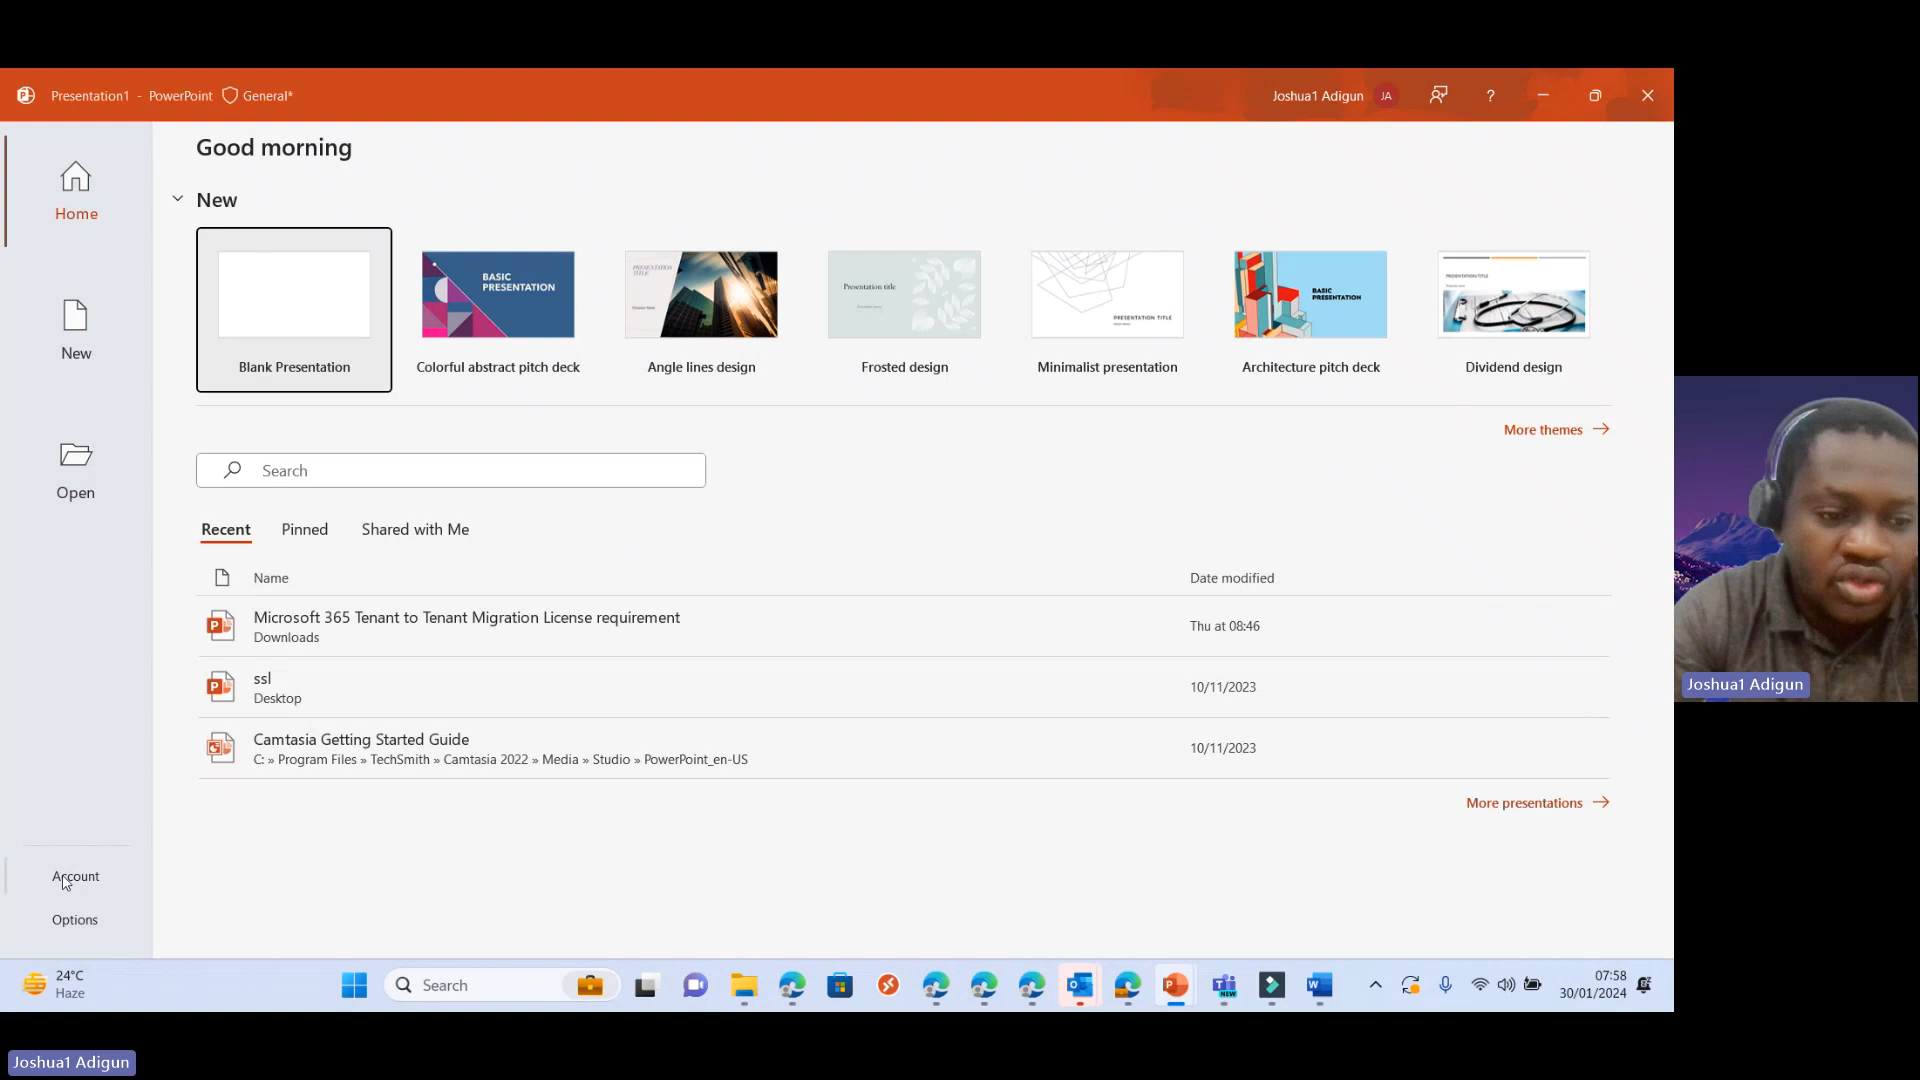 Presentation1 - PowerPoint General*
Joshua1 Adigun JA ?
Good morning
Home
New
PRESENTATION TITLE
BASIC PRESENTATION
Presentation title
PRESENTATION TITLE
BASIC PRESENTATION
PRESENTATION TITLE
Blank Presentation
Colorful abstract pitch deck
Angle lines design
Frosted design
Minimalist presentation
Architecture pitch deck
Dividend design
New
More themes
Search
Open
Recent Pinned Shared with Me
Name Date modified
Microsoft 365 Tenant to Tenant Migration License requirement
Downloads
Thu at 08:46
ssl
Desktop
10/11/2023
Camtasia Getting Started Guide
C: » Program Files » TechSmith » Camtasia 2022 » Media » Studio » PowerPoint_en-US
10/11/2023
More presentations
Account
Options
Joshua1 Adigun
24°C
Haze
Search
NEW
07:58
30/01/2024
Joshua1 Adigun